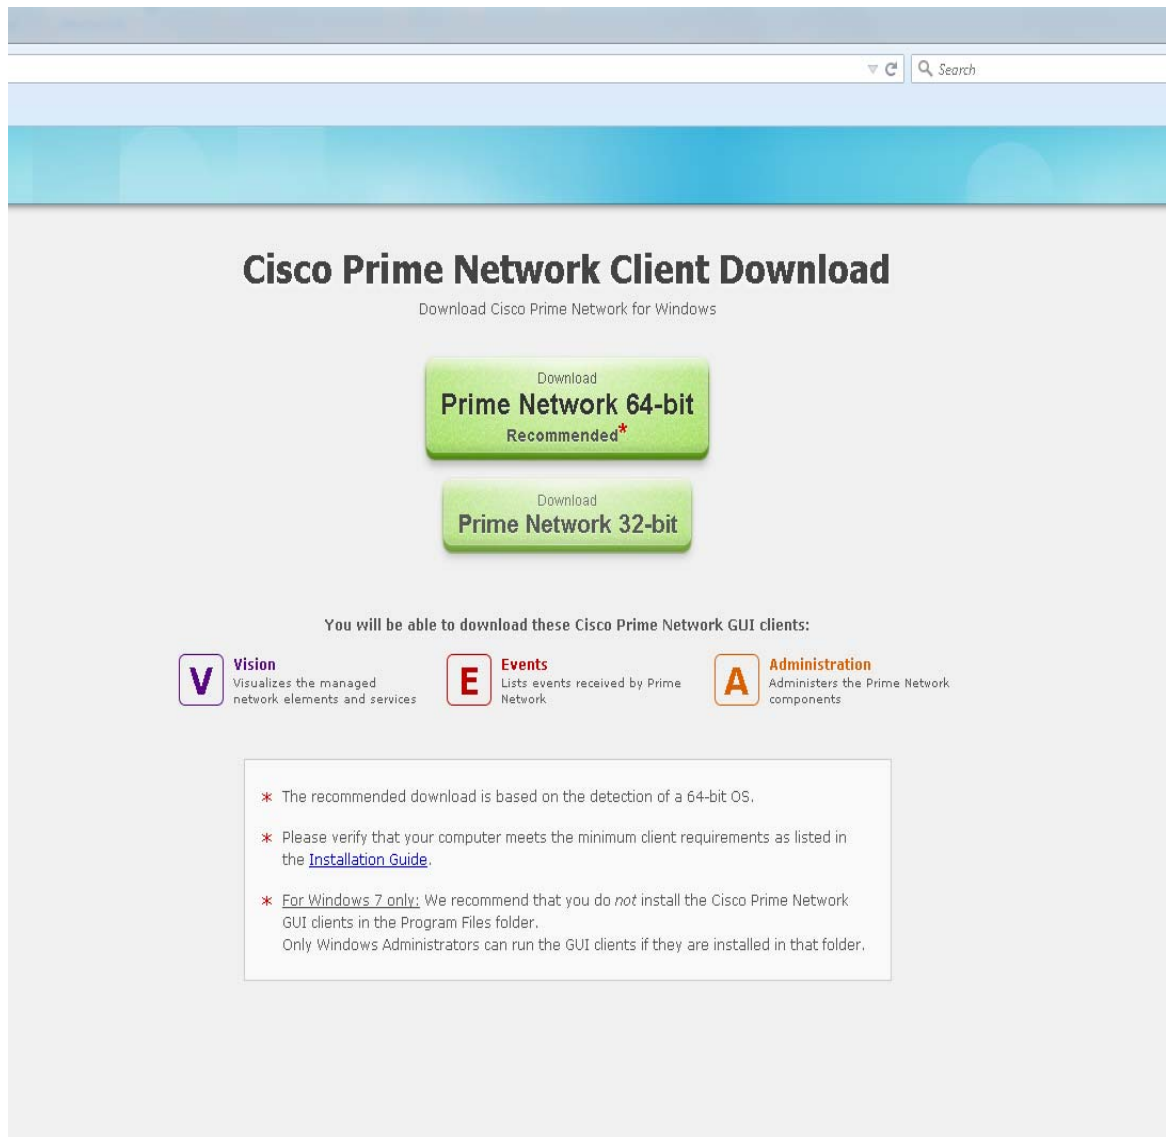 Search
Cisco Prime Network Client Download
Download Cisco Prime Network for Windows
Download
Prime Network 64-bit
Recommended*
Download
Prime Network 32-bit
You will be able to download these Cisco Prime Network GUI clients:
V
Vision
Visualizes the managed
network elements and services
E
Events
Lists events received by Prime
Network
A
Administration
Administers the Prime Network
components
* The recommended download is based on the detection of a 64-bit OS.
* Please verify that your computer meets the minimum client requirements as listed in
the Installation Guide.
* For Windows 7 only: We recommend that you do not install the Cisco Prime Network
GUI clients in the Program Files folder.
Only Windows Administrators can run the GUI clients if they are installed in that folder.